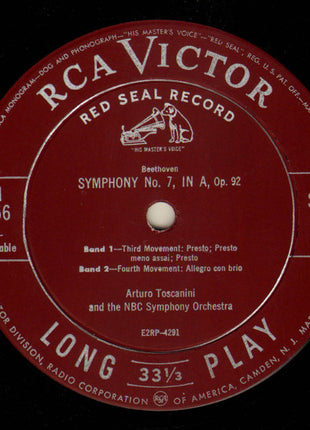 RCA MONOGRAM—DOG AND PHONOGRAPH—"HIS MASTER'S VOICE"—"RED SEAL", REG. U.S. PAT. OFF.
RCA VICTOR
RED SEAL RECORD
"HIS MASTER'S VOICE"
Beethoven
SYMPHONY No. 7, IN A, Op. 92
Band 1—Third Movement: Presto; Presto
meno assai; Presto
Band 2—Fourth Movement: Allegro con brio
Arturo Toscanini
and the NBC Symphony Orchestra
E2RP-4291
LONG 33⅓ PLAY
DIVISION, RADIO CORPORATION RCA OF AMERICA, CAMDEN, N. J.